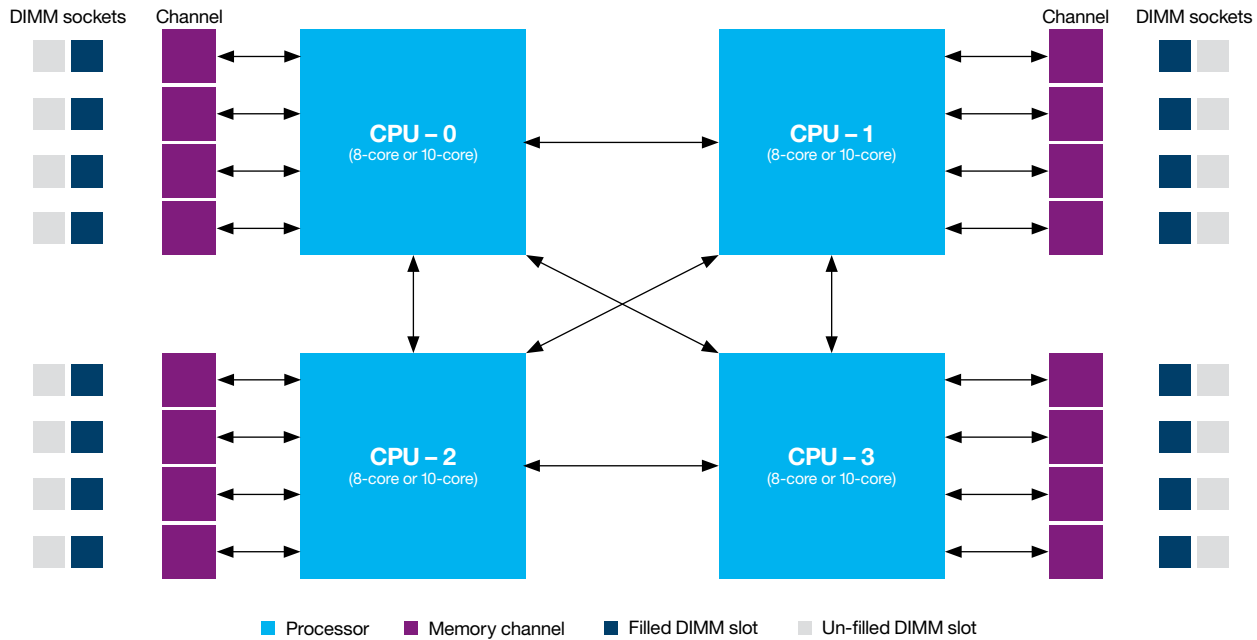 DIMM sockets Channel Channel DIMM sockets
CPU – 0 CPU – 1
(8-core or 10-core) (8-core or 10-core)
CPU – 2 CPU – 3
(8-core or 10-core) (8-core or 10-core)
Processor Memory channel Filled DIMM slot Un-filled DIMM slot